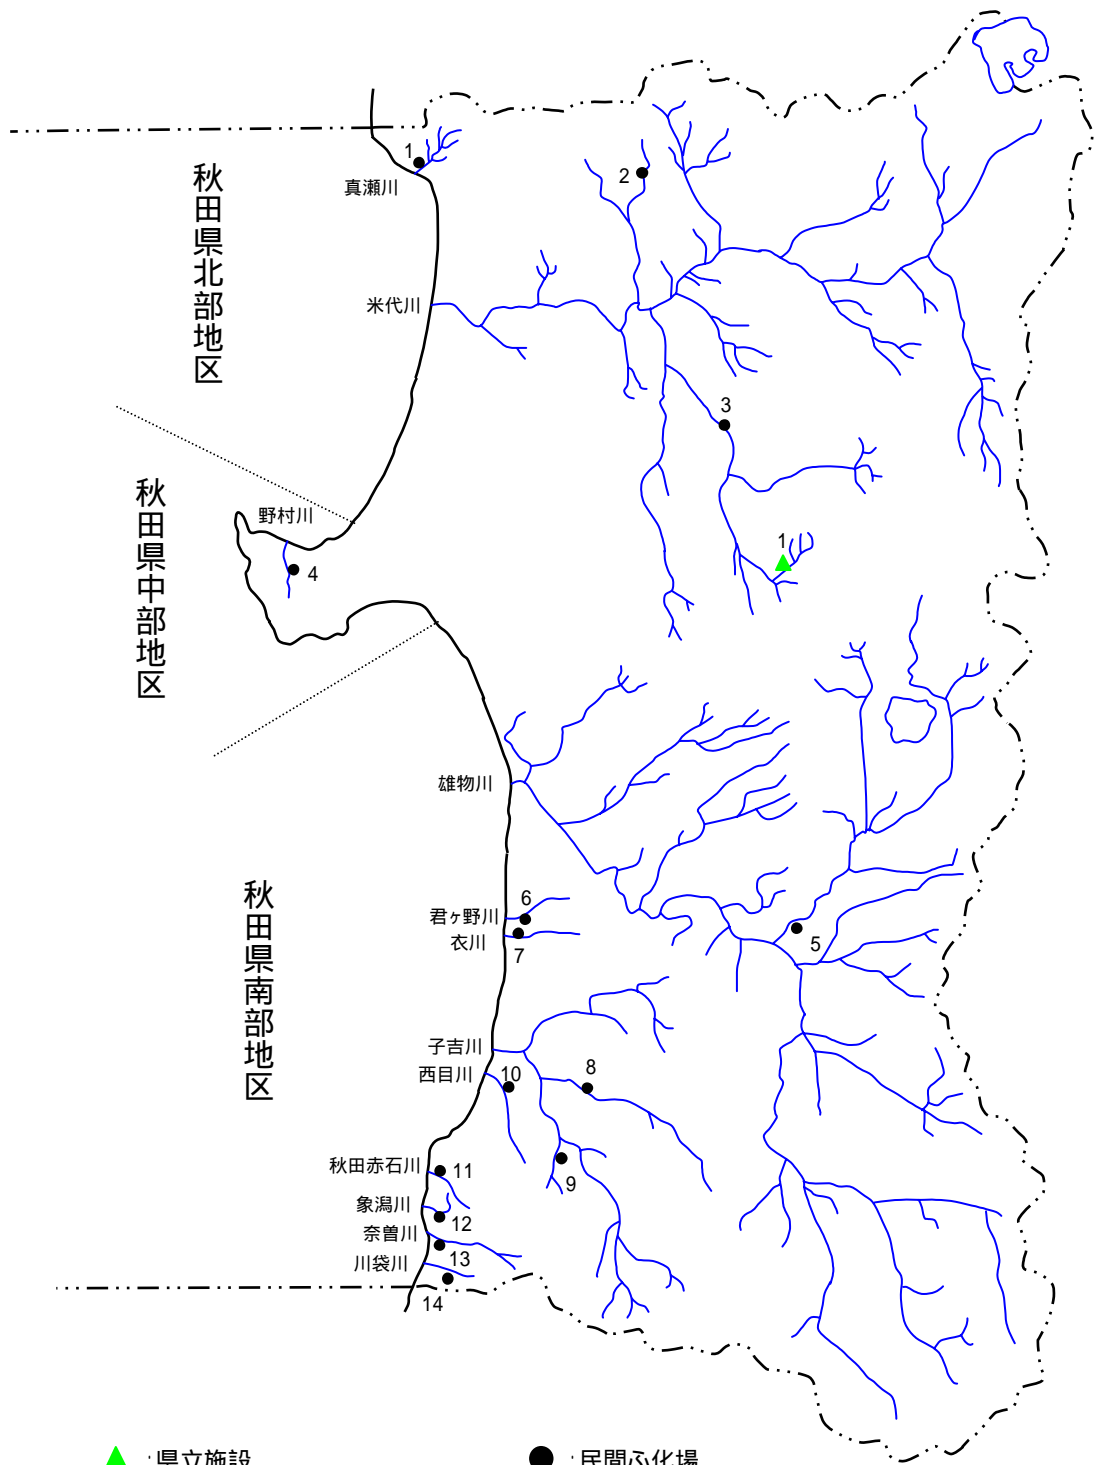 1
真瀬川
2
秋田県北部地区
米代川
3
秋田県中部地区
野村川
4
1
雄物川
秋田県南部地区
6
君ヶ野川
衣川
7
5
子吉川
西目川
10
8
秋田赤石川
11
9
象潟川
12
奈曽川
13
川袋川
14
:県立施設
:民間ふ化場